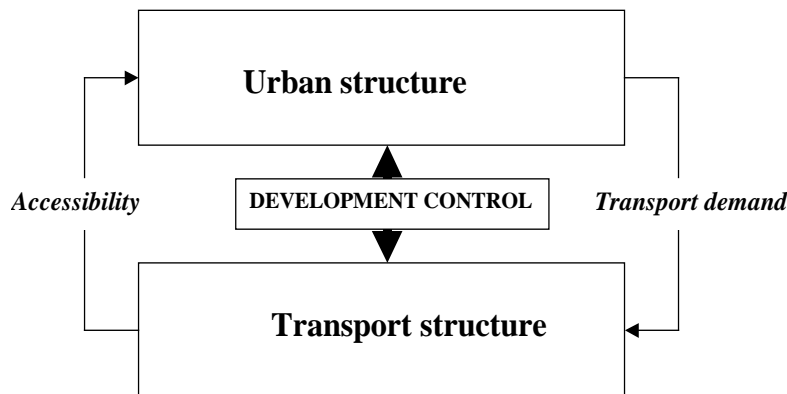 Urban structure
Accessibility
DEVELOPMENT CONTROL
Transport demand
Transport structure